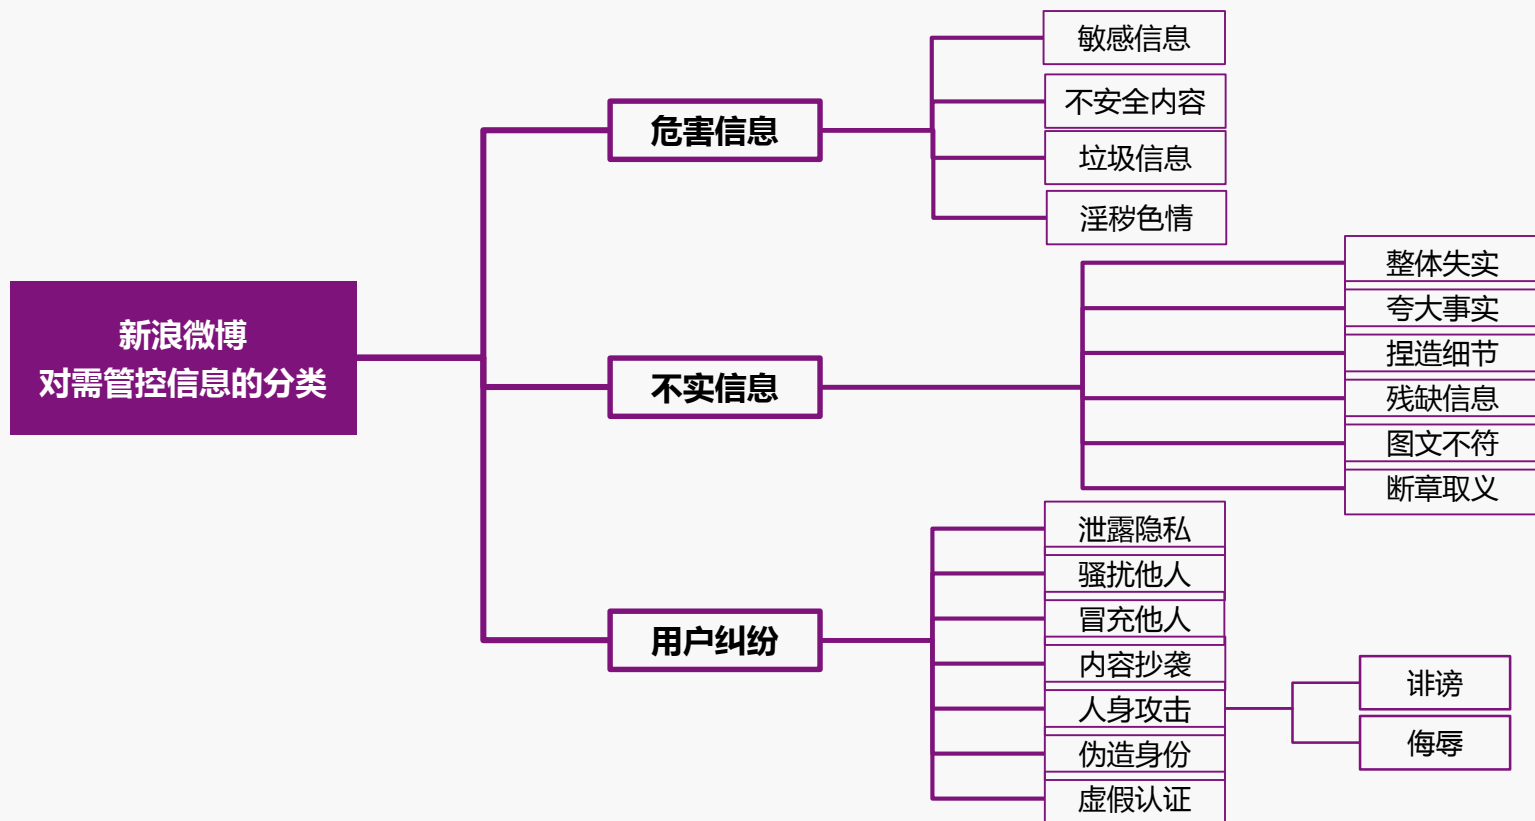 新浪微博
对需管控信息的分类
危害信息
敏感信息
不安全内容
垃圾信息
淫秽色情
不实信息
整体失实
夸大事实
捏造细节
残缺信息
图文不符
断章取义
用户纠纷
泄露隐私
骚扰他人
冒充他人
内容抄袭
人身攻击
诽谤
侮辱
伪造身份
虚假认证